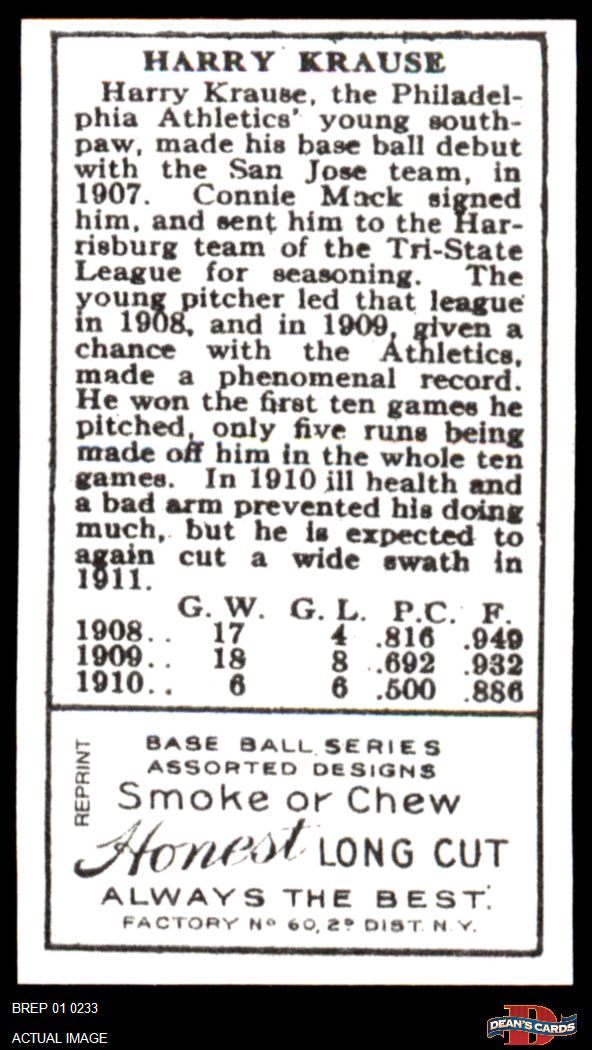 HARRY KRAUSE
Harry Krause, the Philadel-
phia Athletics' young south-
paw, made his base ball debut
with the San Jose team, in
1907. Connie Mack signed
him, and sent him to the Har-
risburg team of the Tri-State
League for seasoning. The
young pitcher led that league
in 1908, and in 1909, given a
chance with the Athletics,
made a phenomenal record.
He won the first ten games he
pitched, only five runs being
made off him in the whole ten
games. In 1910 ill health and
a bad arm prevented his doing
much, but he is expected to
again cut a wide swath in
1911.
G. W. G. L. P.C. F.
1908.. 17 4 .816 .949
1909.. 18 8 .692 .932
1910.. 6 6 .500 .886
REPRINT
BASE BALL SERIES
ASSORTED DESIGNS
Smoke or Chew
Honest LONG CUT
ALWAYS THE BEST.
FACTORY No 60, 2D DIST. N.Y.
BREP 01 0233
ACTUAL IMAGE
D
DEAN'S CARDS